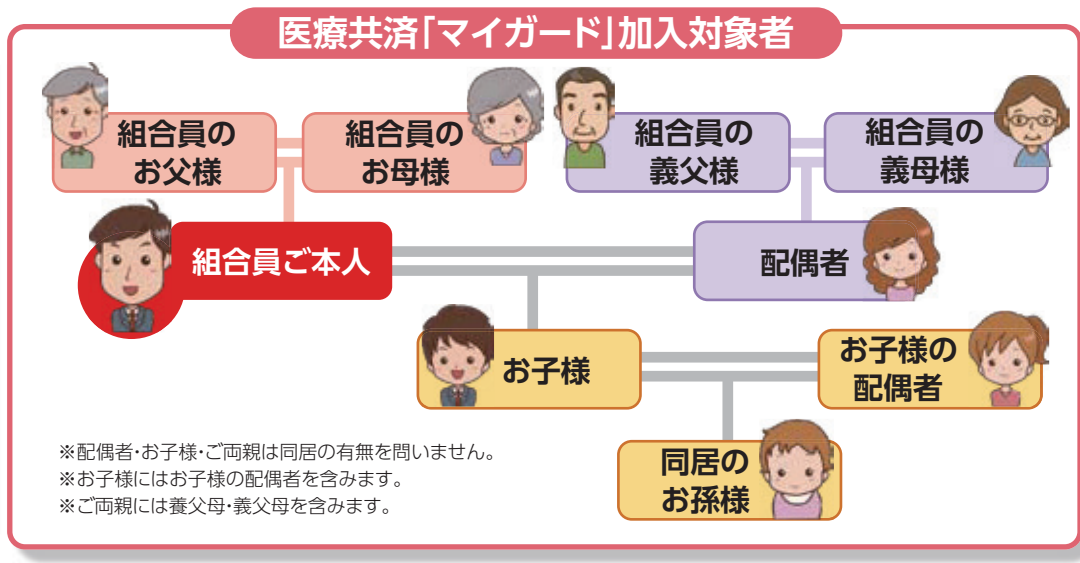 医療共済「マイガード」加入対象者
組合員の
お父様
組合員の
お母様
組合員の
義父様
組合員の
義母様
組合員ご本人
配偶者
お子様
お子様の
配偶者
同居の
お孫様
※配偶者・お子様・ご両親は同居の有無を問いません。
※お子様にはお子様の配偶者を含みます。
※ご両親には養父母・義父母を含みます。